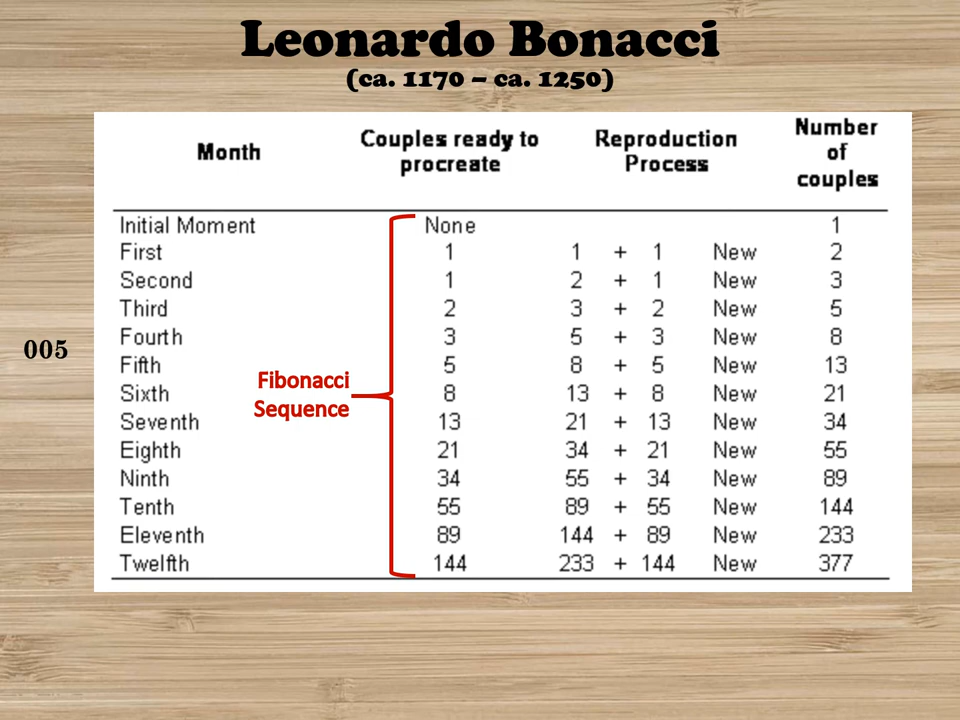 Leonardo Bonacci
(ca. 1170 – ca. 1250)
Month Couples ready to procreate Reproduction Process Number of couples
Initial Moment None 1
First 1 1 + 1 New 2
Second 1 2 + 1 New 3
Third 2 3 + 2 New 5
Fourth 3 5 + 3 New 8
005
Fifth 5 8 + 5 New 13
Fibonacci
Sequence
Sixth 8 13 + 8 New 21
Seventh 13 21 + 13 New 34
Eighth 21 34 + 21 New 55
Ninth 34 55 + 34 New 89
Tenth 55 89 + 55 New 144
Eleventh 89 144 + 89 New 233
Twelfth 144 233 + 144 New 377